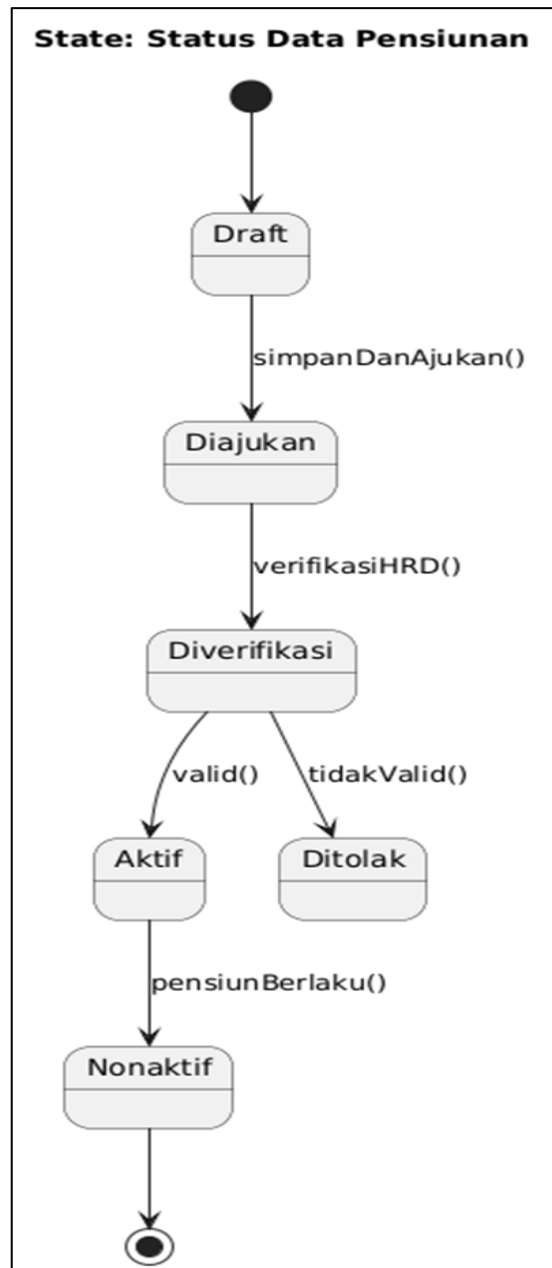 State: Status Data Pensiunan
Draft
simpanDanAjukan()
Diajukan
verifikasiHRD()
Diverifikasi
valid()
tidakValid()
Aktif
Ditolak
pensiunBerlaku()
Nonaktif